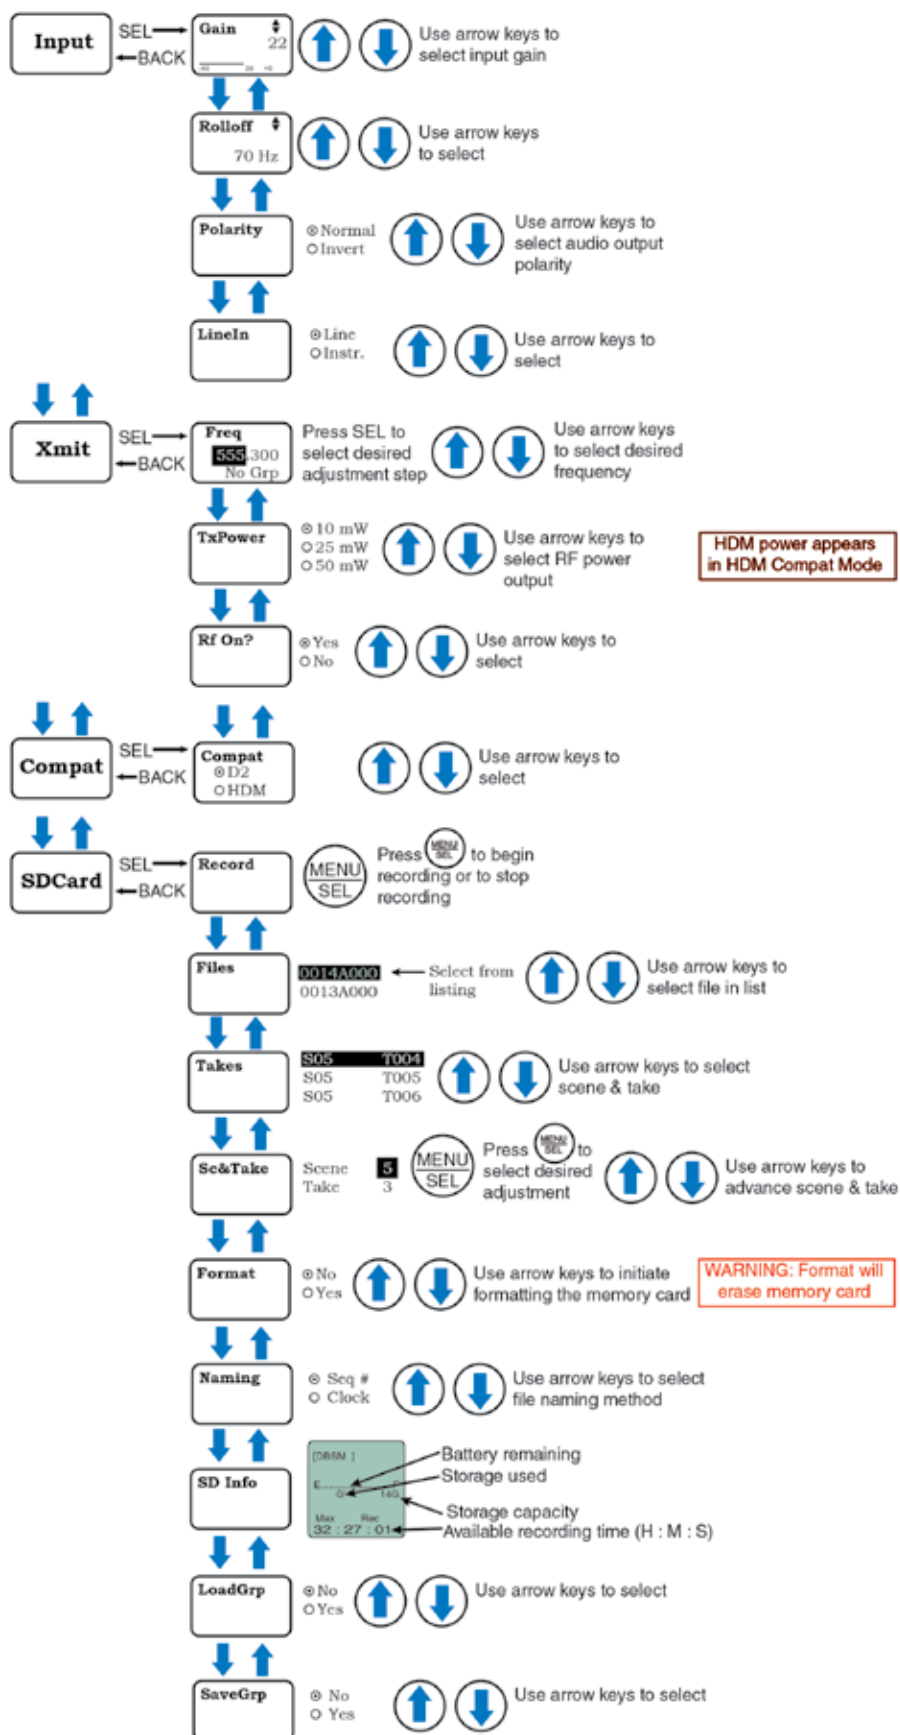 Input
SEL
BACK
Gain
22
Use arrow keys to
select input gain
Rolloff
70 Hz
Use arrow keys
to select
Polarity
Normal
Invert
Use arrow keys to
select audio output
polarity
LineIn
Line
Instr.
Use arrow keys to
select
Xmit
SEL
BACK
Freq
555.300
No Grp
Press SEL to
select desired
adjustment step
Use arrow keys
to select desired
frequency
TxPower
10 mW
25 mW
50 mW
Use arrow keys to
select RF power
output
HDM power appears
in HDM Compat Mode
Rf On?
Yes
No
Use arrow keys to
select
Compat
SEL
BACK
Compat
D2
HDM
Use arrow keys to
select
SDCard
SEL
BACK
Record
MENU
SEL
Press MENU SEL to begin
recording or to stop
recording
Files
0014A000
0013A000
Select from
listing
Use arrow keys to
select file in list
Takes
S05 T004
S05 T005
S05 T006
Use arrow keys to select
scene & take
Sc&Take
Scene 5
Take 3
MENU
SEL
Press MENU SEL to
select desired
adjustment
Use arrow keys to
advance scene & take
Format
No
Yes
Use arrow keys to initiate
formatting the memory card
WARNING: Format will
erase memory card
Naming
Seq #
Clock
Use arrow keys to select
file naming method
SD Info
[DBSM ]
E F
0 14G
Max Rec
32 : 27 : 01
Battery remaining
Storage used
Storage capacity
Available recording time (H : M : S)
LoadGrp
No
Yes
Use arrow keys to select
SaveGrp
No
Yes
Use arrow keys to select